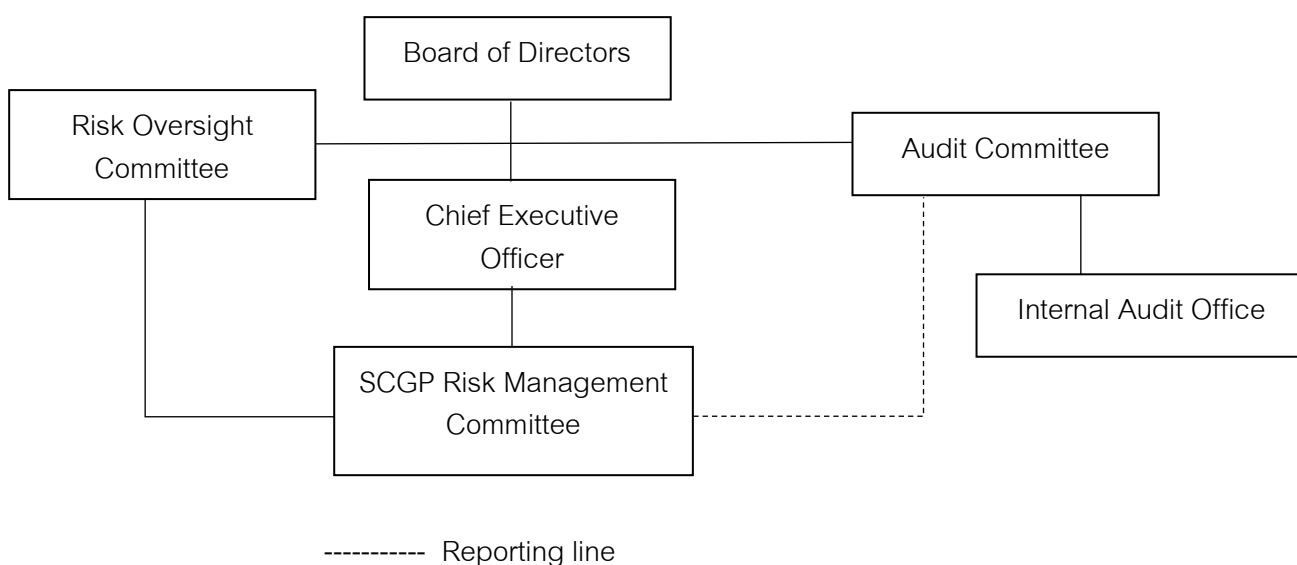 Board of Directors
Risk Oversight
Committee
Audit Committee
Chief Executive
Officer
Internal Audit Office
SCGP Risk Management
Committee
Reporting line